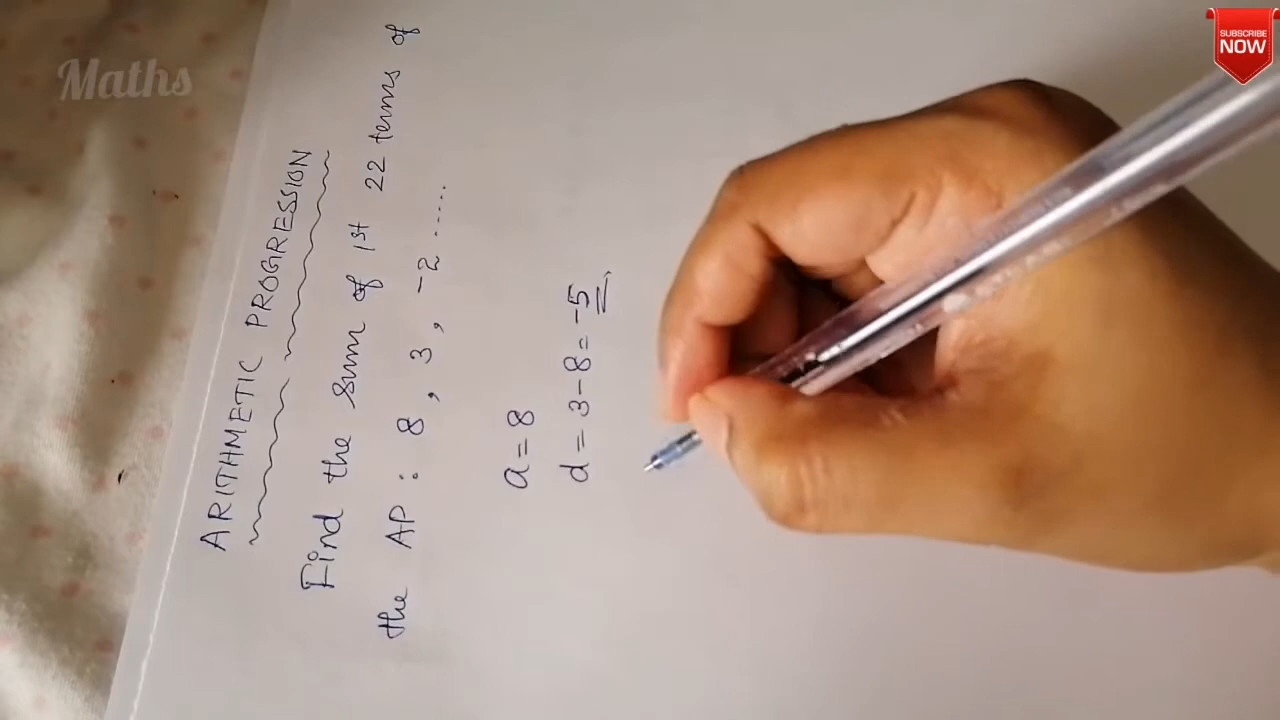 Maths
SUBSCRIBE
NOW
ARITHMETIC PROGRESSION
Find the sum of 1st 22 terms of
the AP : 8 , 3 , -2 .....
a = 8
d = 3 - 8 = -5